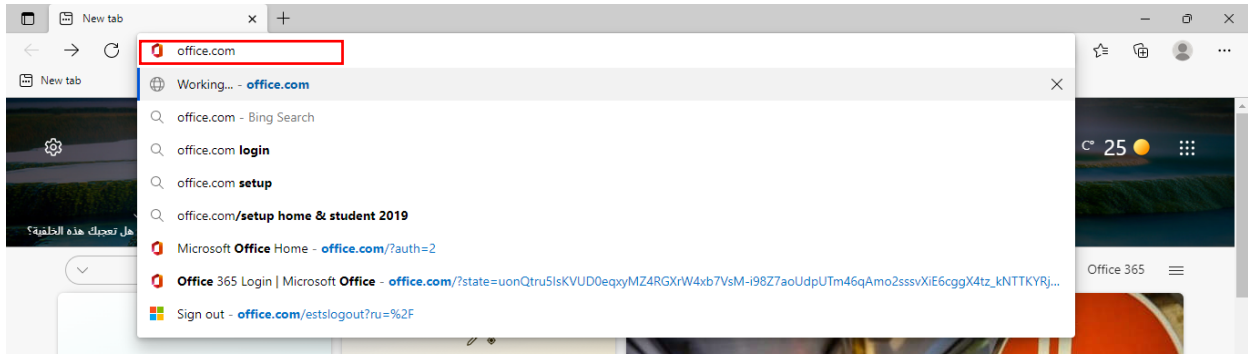 New tab
office.com
New tab
Working... - office.com
office.com - Bing Search
office.com login
office.com setup
office.com/setup home & student 2019
Microsoft Office Home - office.com/?auth=2
Office 365 Login | Microsoft Office - office.com/?state=uonQtru5IsKVUD0eqxyMZ4RGXrW4xb7VsM-i98Z7aoUdpUTm46qAmo2sssvXiE6cggX4tz_kNTTKYRj...
Sign out - office.com/estslogout?ru=%2F
C° 25
هل تعجبك هذه الخلفية؟
Office 365